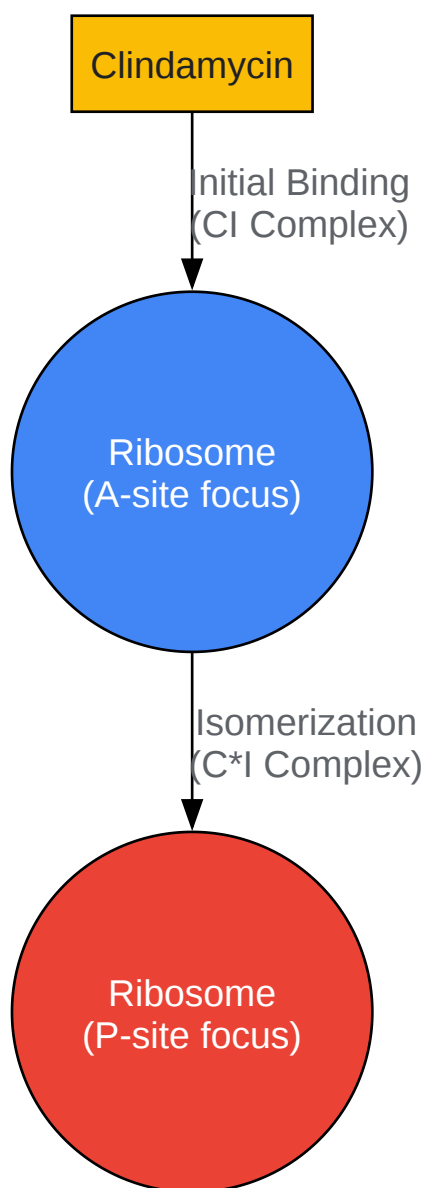 Clindamycin
Initial Binding
(CI Complex)
Ribosome
(A-site focus)
Isomerization
(C*I Complex)
Ribosome
(P-site focus)